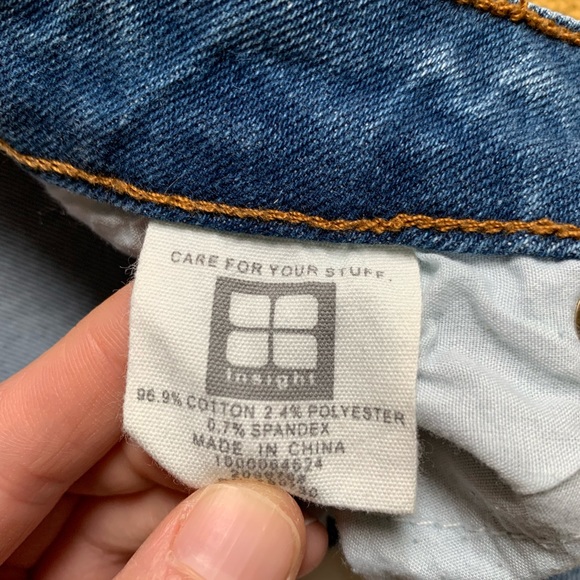 CARE FOR YOUR STUFF.
Insight
96.9% COTTON 2.4% POLYESTER
0.7% SPANDEX
MADE IN CHINA